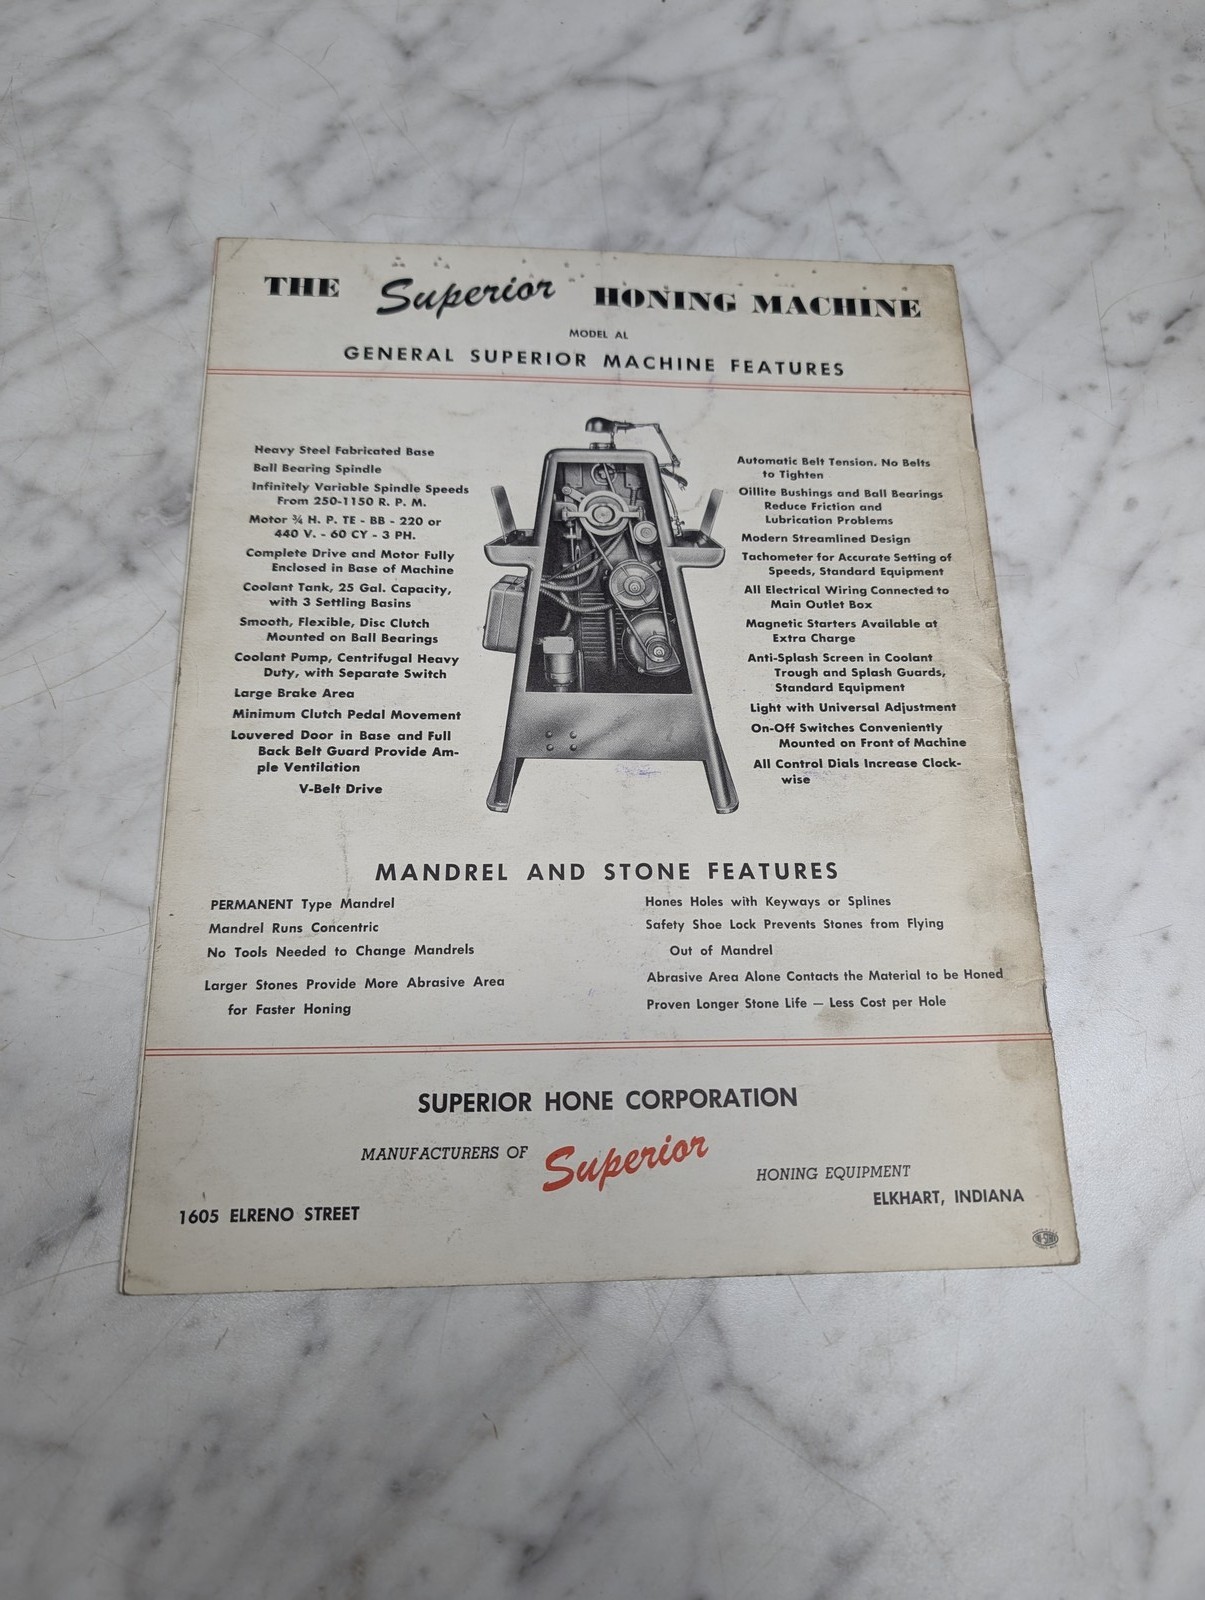 THE Superior HONING MACHINE
MODEL AL
GENERAL SUPERIOR MACHINE FEATURES
Heavy Steel Fabricated Base
Ball Bearing Spindle
Infinitely Variable Spindle Speeds
From 250-1150 R. P. M.
Motor ¾ H. P. TE - BB - 220 or
440 V. - 60 CY - 3 PH.
Complete Drive and Motor Fully
Enclosed in Base of Machine
Coolant Tank, 25 Gal. Capacity,
with 3 Settling Basins
Smooth, Flexible, Disc Clutch
Mounted on Ball Bearings
Coolant Pump, Centrifugal Heavy
Duty, with Separate Switch
Large Brake Area
Minimum Clutch Pedal Movement
Louvered Door in Base and Full
Back Belt Guard Provide Am-
ple Ventilation
V-Belt Drive
Automatic Belt Tension. No Belts
to Tighten
Oillite Bushings and Ball Bearings
Reduce Friction and
Lubrication Problems
Modern Streamlined Design
Tachometer for Accurate Setting of
Speeds, Standard Equipment
All Electrical Wiring Connected to
Main Outlet Box
Magnetic Starters Available at
Extra Charge
Anti-Splash Screen in Coolant
Trough and Splash Guards,
Standard Equipment
Light with Universal Adjustment
On-Off Switches Conveniently
Mounted on Front of Machine
All Control Dials Increase Clock-
wise
MANDREL AND STONE FEATURES
PERMANENT Type Mandrel
Mandrel Runs Concentric
No Tools Needed to Change Mandrels
Larger Stones Provide More Abrasive Area
for Faster Honing
Hones Holes with Keyways or Splines
Safety Shoe Lock Prevents Stones from Flying
Out of Mandrel
Abrasive Area Alone Contacts the Material to be Honed
Proven Longer Stone Life — Less Cost per Hole
SUPERIOR HONE CORPORATION
MANUFACTURERS OF Superior HONING EQUIPMENT
1605 ELRENO STREET
ELKHART, INDIANA